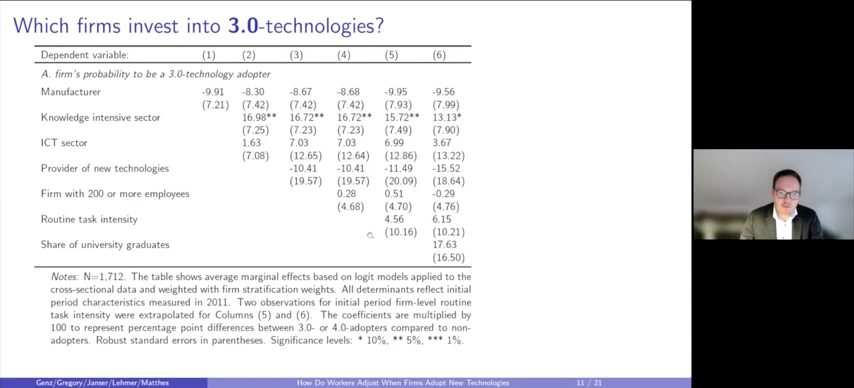 Which firms invest into 3.0-technologies?
Dependent variable: (1) (2) (3) (4) (5) (6)
A. firm's probability to be a 3.0-technology adopter
Manufacturer -9.91 -8.30 -8.67 -8.68 -9.95 -9.56
(7.21) (7.42) (7.42) (7.42) (7.93) (7.99)
Knowledge intensive sector 16.98** 16.72** 16.72** 15.72** 13.13*
(7.25) (7.23) (7.23) (7.49) (7.90)
ICT sector 1.63 7.03 7.03 6.99 3.67
(7.08) (12.65) (12.64) (12.86) (13.22)
Provider of new technologies -10.41 -10.41 -11.49 -15.52
(19.57) (19.57) (20.09) (18.64)
Firm with 200 or more employees 0.28 0.51 -0.29
(4.68) (4.70) (4.76)
Routine task intensity 4.56 6.15
(10.16) (10.21)
Share of university graduates 17.63
(16.50)
Notes: N=1,712. The table shows average marginal effects based on logit models applied to the
cross-sectional data and weighted with firm stratification weights. All determinants reflect initial
period characteristics measured in 2011. Two observations for initial period firm-level routine
task intensity were extrapolated for Columns (5) and (6). The coefficients are multiplied by
100 to represent percentage point differences between 3.0- or 4.0-adopters compared to non-
adopters. Robust standard errors in parentheses. Significance levels: * 10%, ** 5%, *** 1%.
Genz/Gregory/Janser/Lehmer/Matthes How Do Workers Adjust When Firms Adopt New Technologies 11 / 21